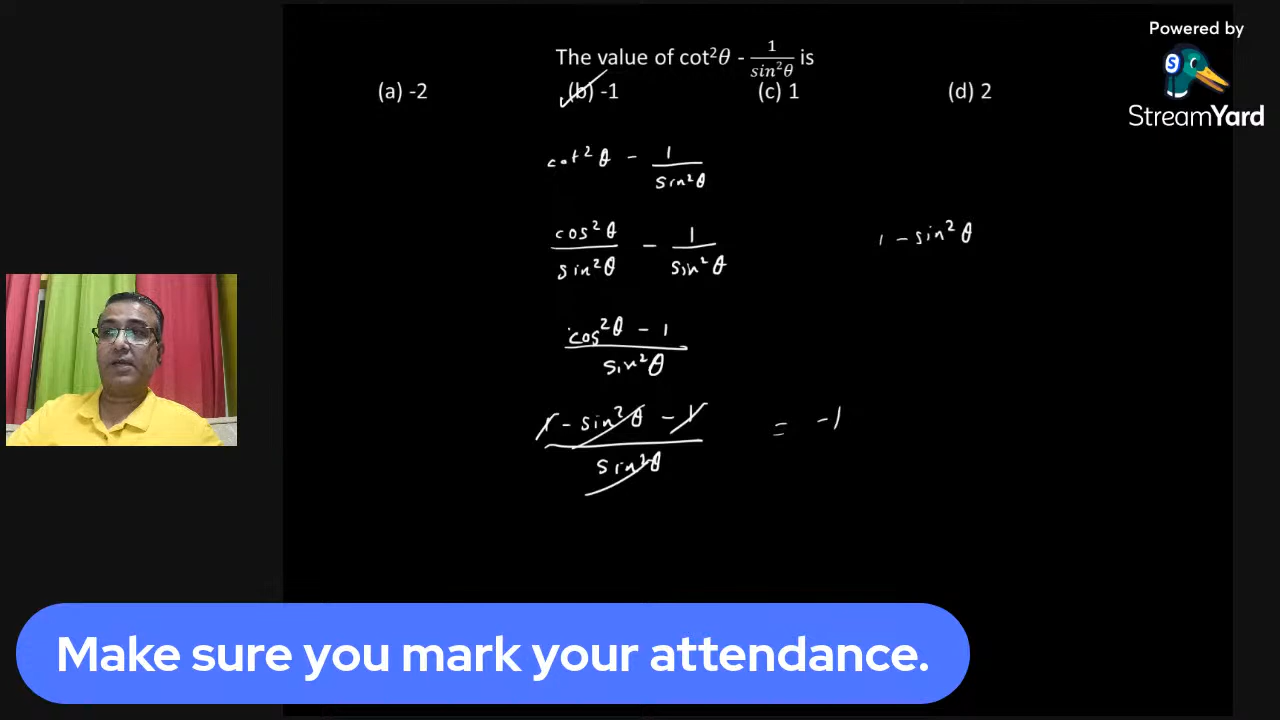 Powered by
StreamYard
The value of cot²θ - 1/sin²θ is
(a) -2 (b) -1 (c) 1 (d) 2
cot²θ - 1/sin²θ
cos²θ/sin²θ - 1/sin²θ
1 - sin²θ
cos²θ - 1/sin²θ
1 - sin²θ - 1/sin²θ = -1
Make sure you mark your attendance.